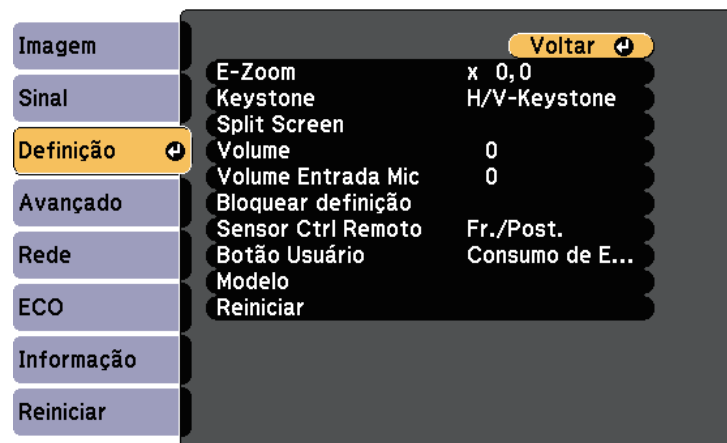 Imagem
Sinal
Definição
Avançado
Rede
ECO
Informação
Reiniciar
Voltar
E-Zoom x 0,0
Keystone H/V-Keystone
Split Screen
Volume 0
Volume Entrada Mic 0
Bloquear definição
Sensor Ctrl Remoto Fr./Post.
Botão Usuário Consumo de E...
Modelo
Reiniciar